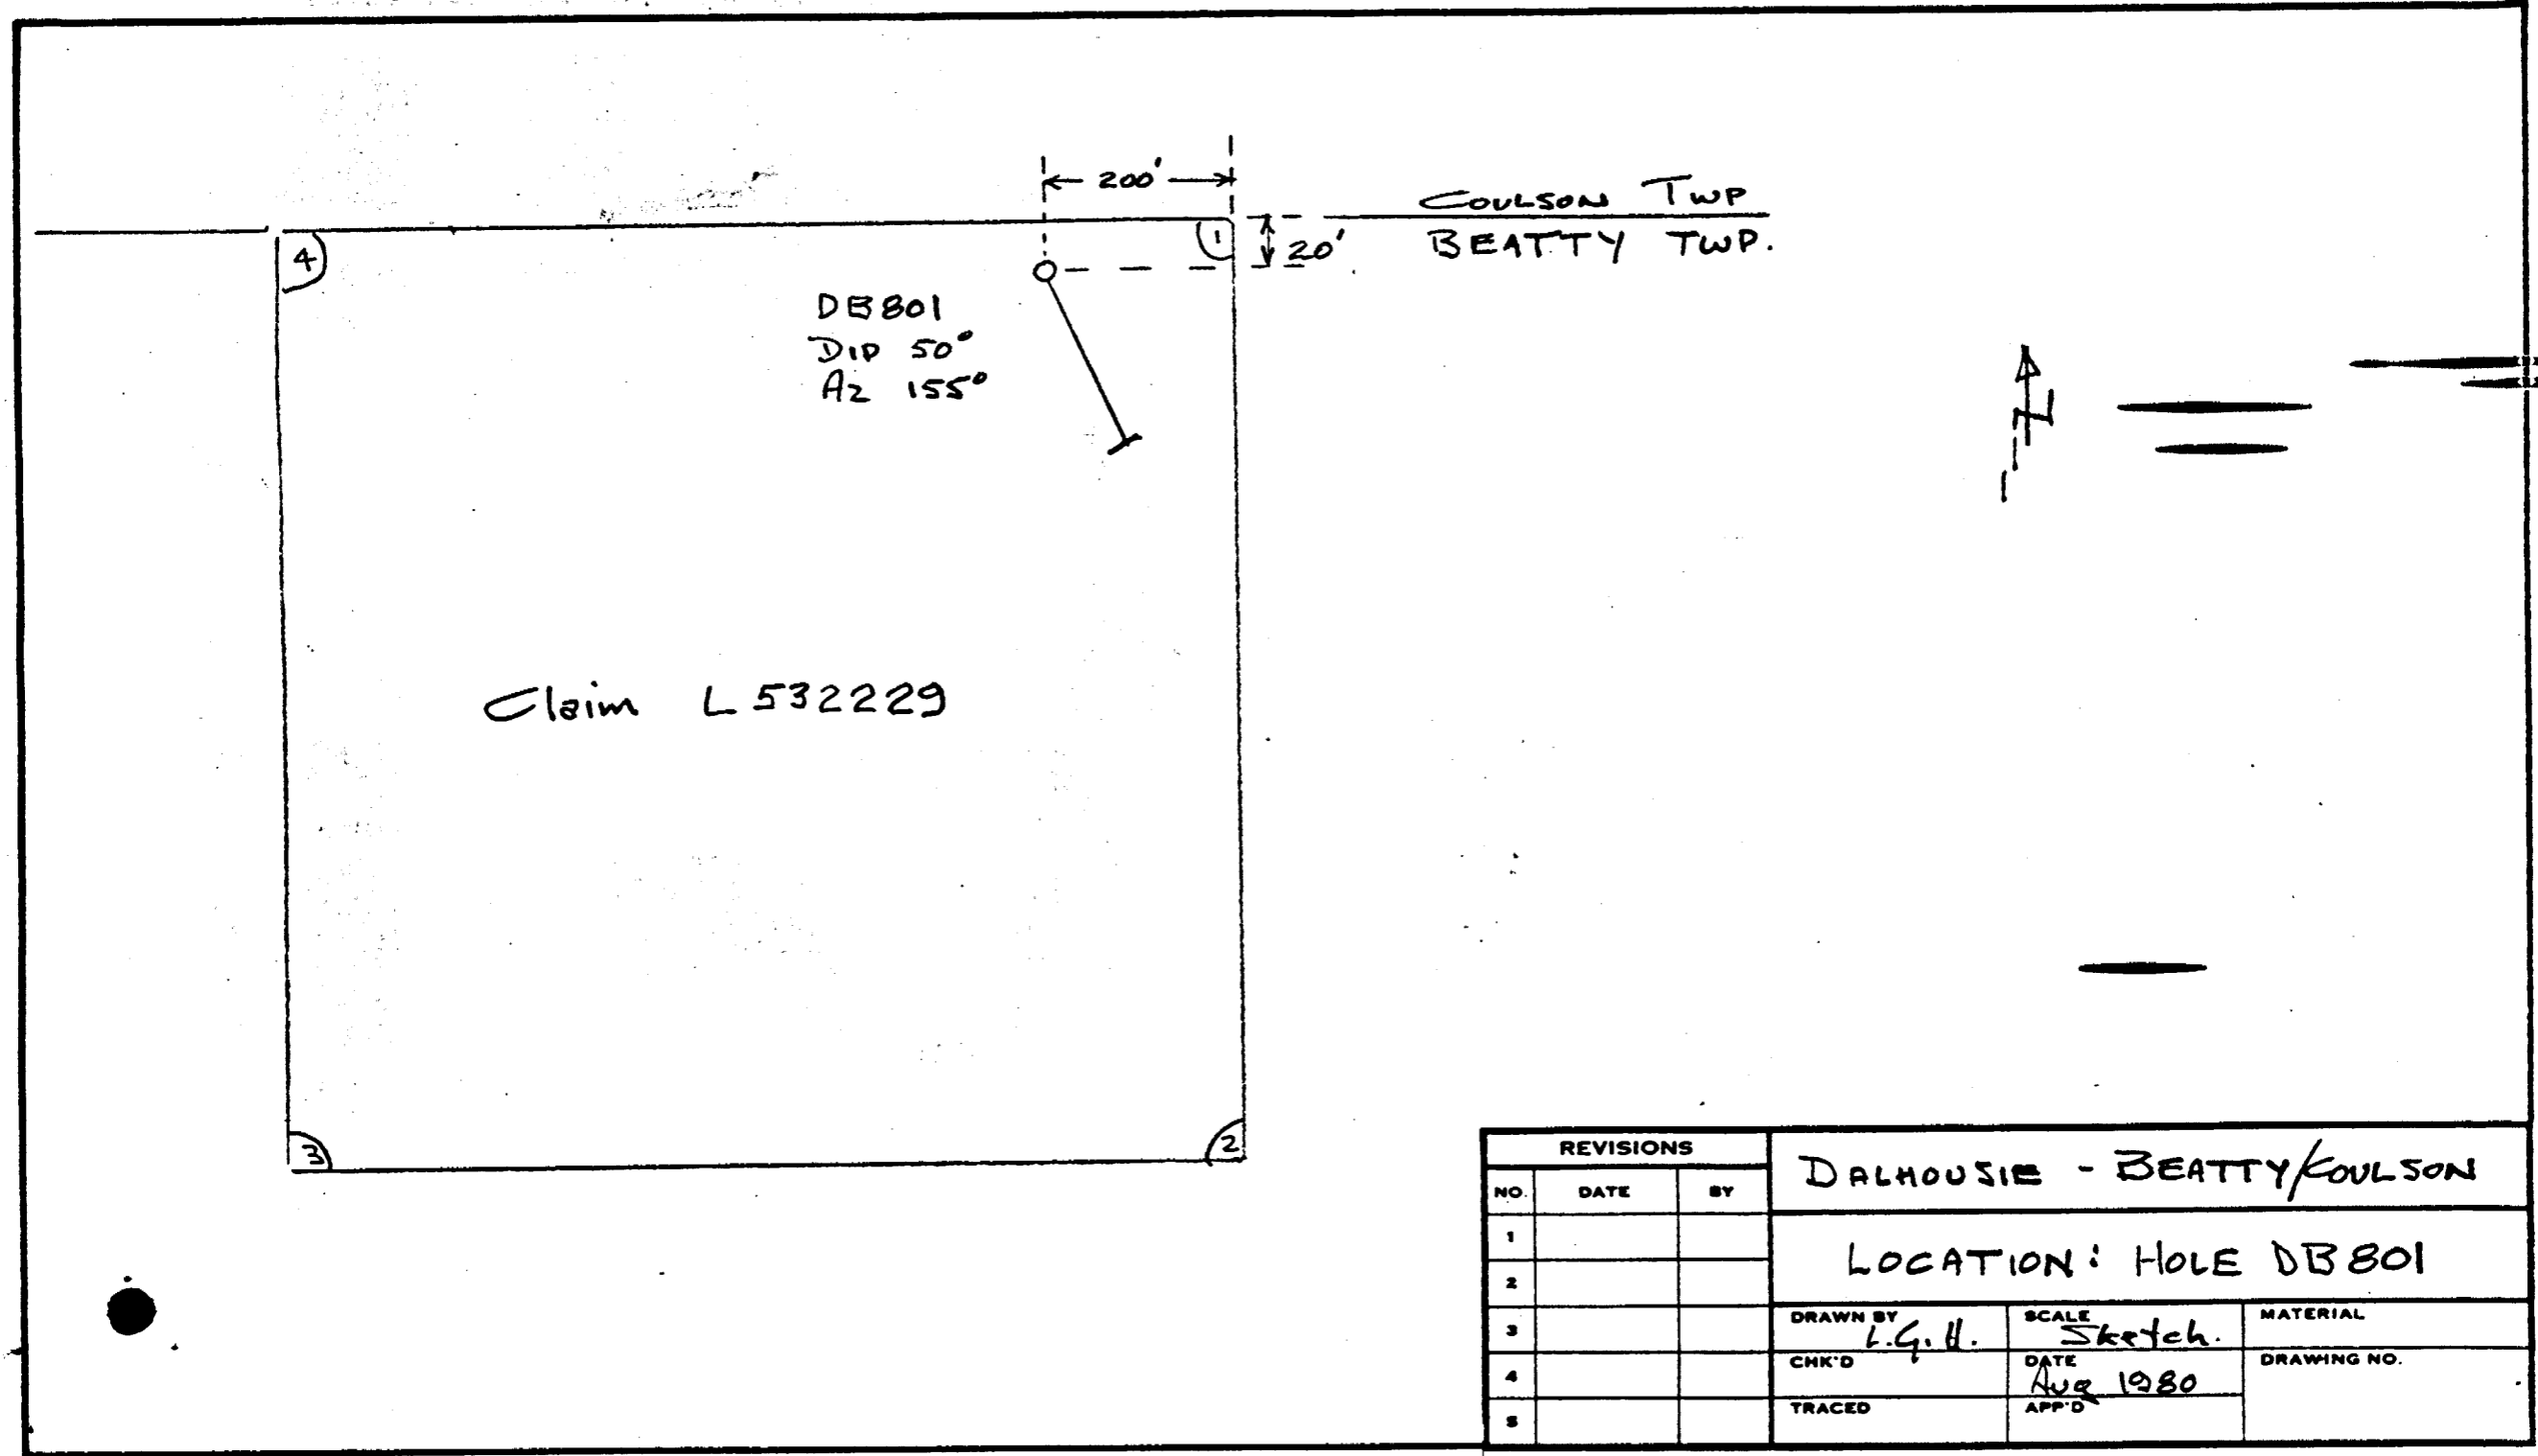 200'
COULSON TWP
BEATTY TWP.
4
1
20'
DB801
DIP 50°
AZ 155°
N
Claim L 532229
3
2
REVISIONS
NO. DATE BY
1
2
3
4
5
DALHOUSIE - BEATTY/COULSON
LOCATION: HOLE DB801
DRAWN BY L.G.H.
SCALE Sketch.
MATERIAL
CHK'D
DATE Aug 1980
DRAWING NO.
TRACED
APP'D